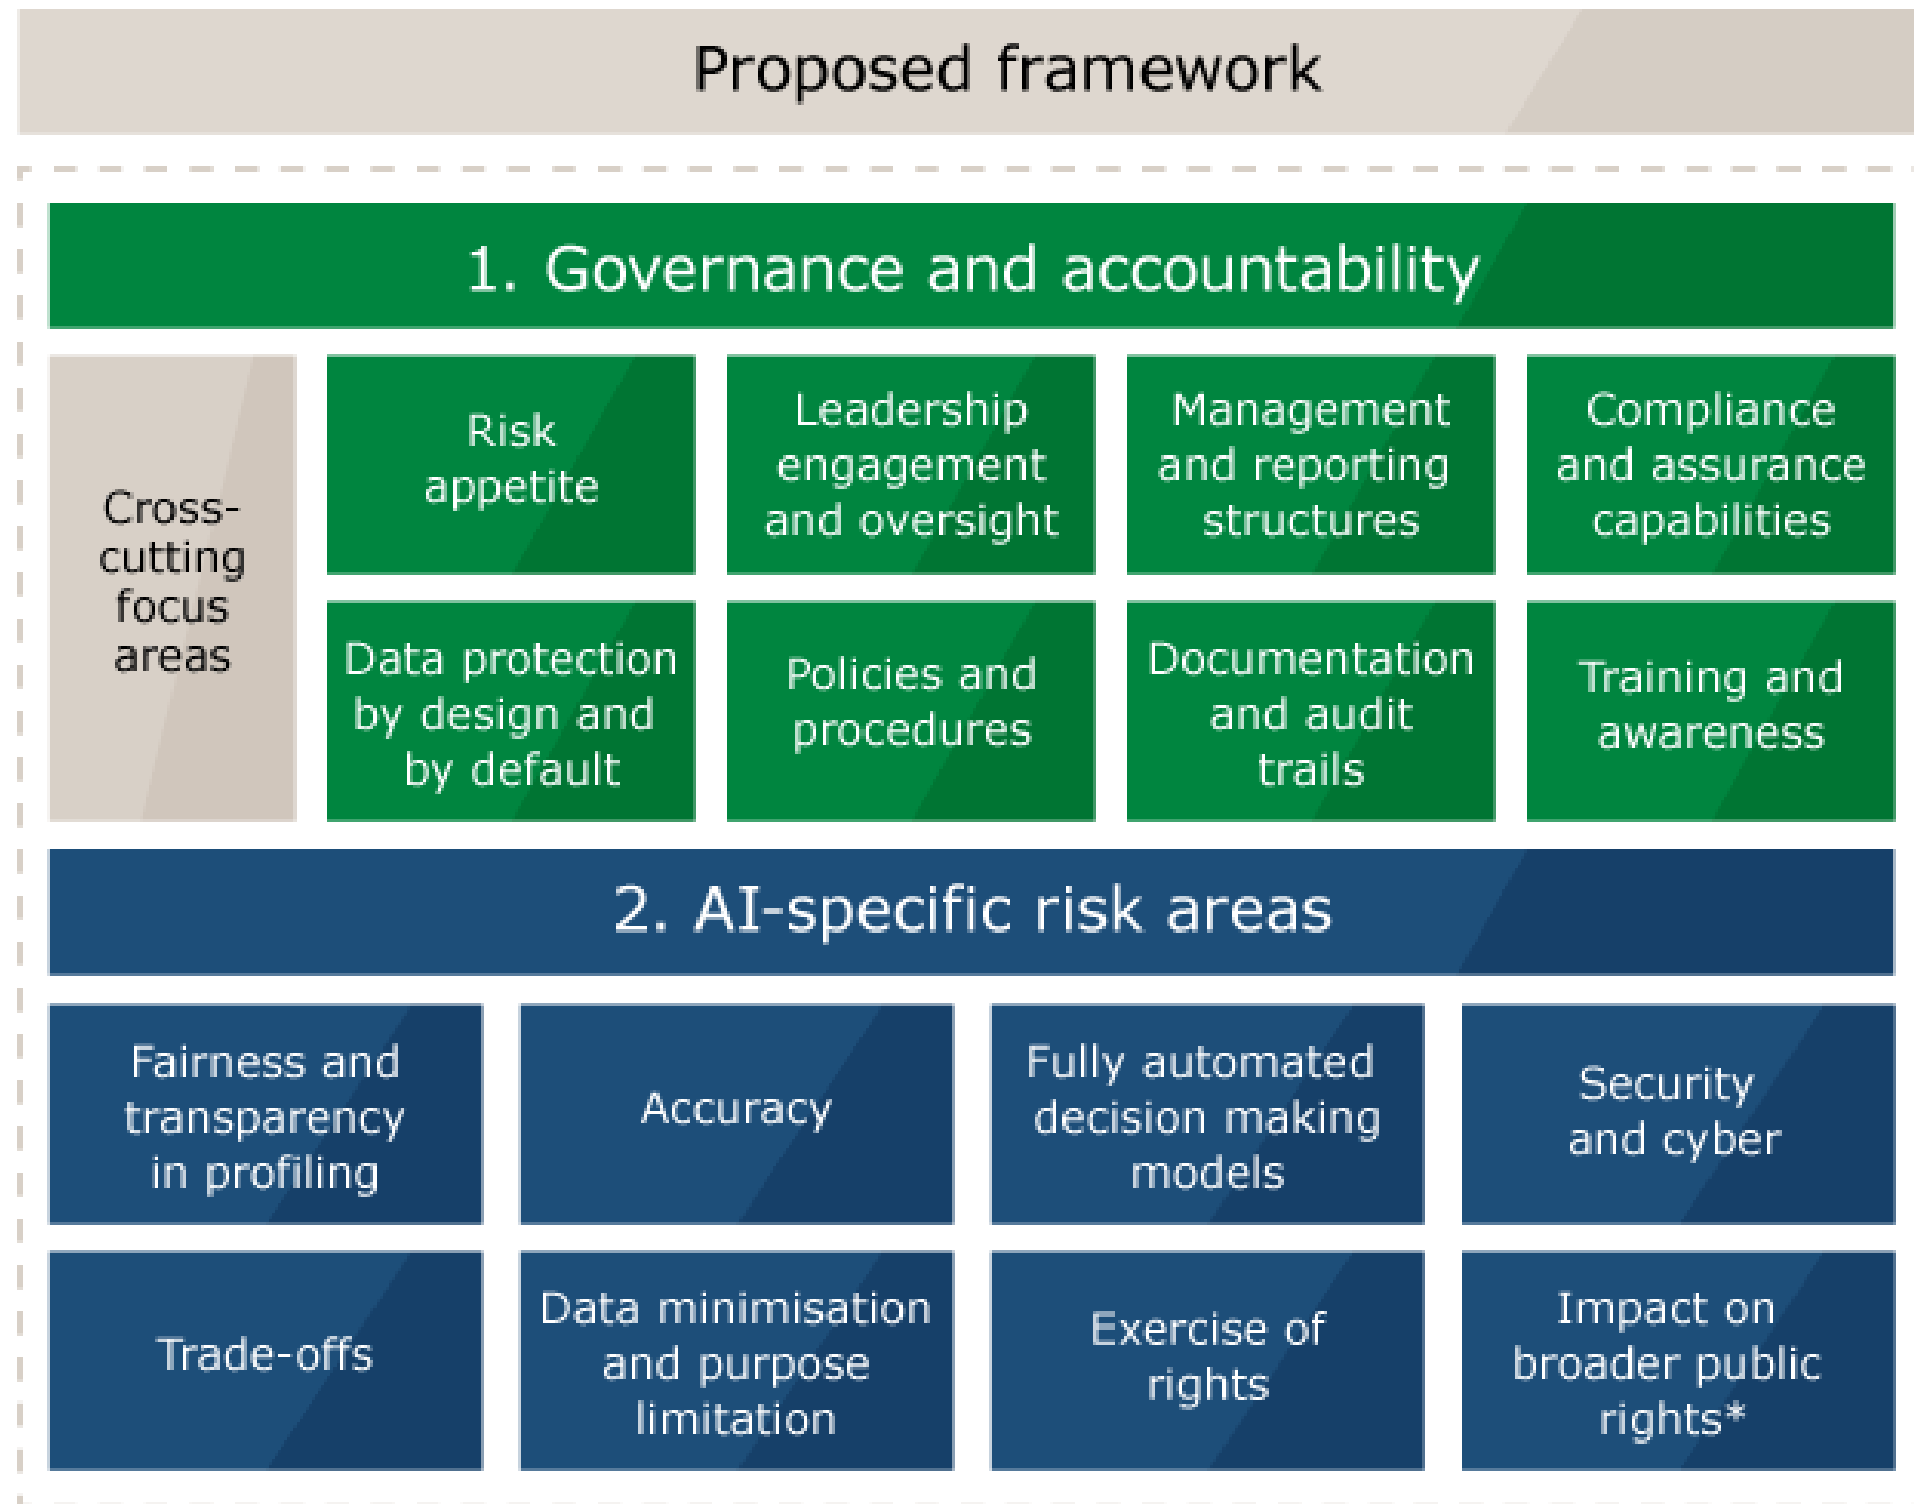 Proposed framework
1. Governance and accountability
Cross-
cutting
focus
areas
Risk
appetite
Leadership
engagement
and oversight
Management
and reporting
structures
Compliance
and assurance
capabilities
Data protection
by design and
by default
Policies and
procedures
Documentation
and audit
trails
Training and
awareness
2. AI-specific risk areas
Fairness and
transparency
in profiling
Accuracy
Fully automated
decision making
models
Security
and cyber
Trade-offs
Data minimisation
and purpose
limitation
Exercise of
rights
Impact on
broader public
rights*